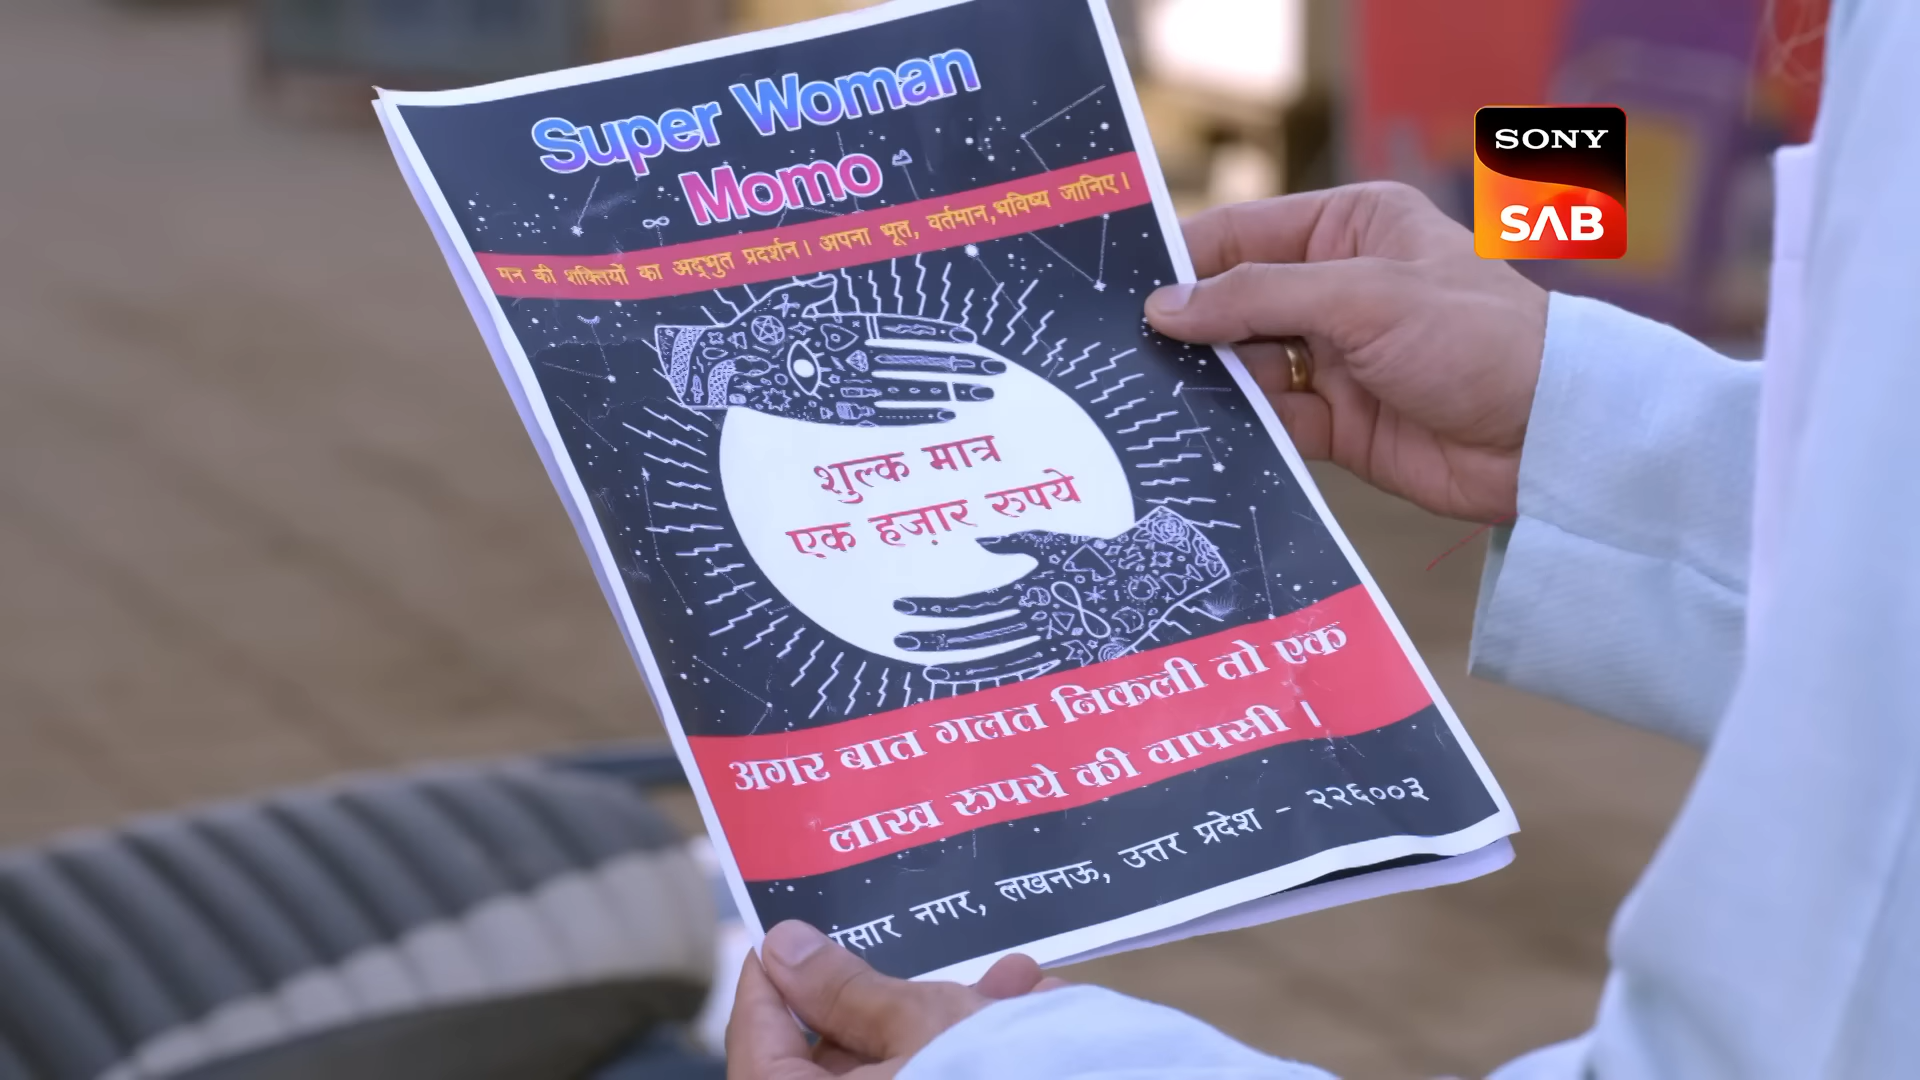 Super Woman
Momo
मन की शक्तियों का अद्भुत प्रदर्शन। अपना भूत, वर्तमान,भविष्य जानिए।
शुल्क मात्र
एक हज़ार रुपये
अगर बात गलत निकली तो एक
लाख रुपये की वापसी ।
नगर, लखनऊ, उत्तर प्रदेश - २२६००३
SONY
SAB